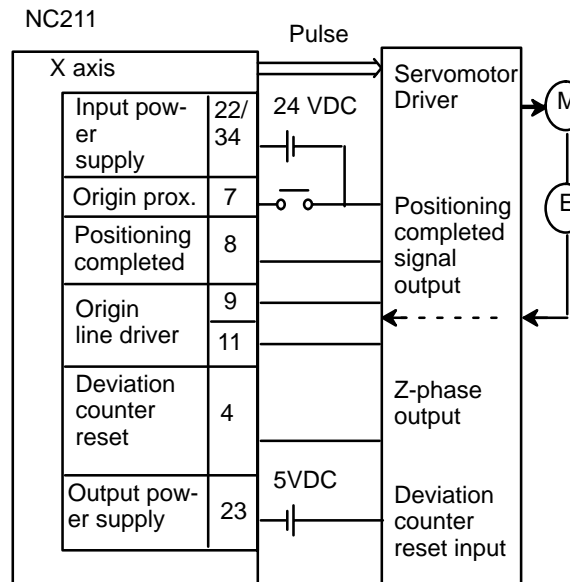 NC211
Pulse
X axis
Servomotor
Driver
M
Input pow-
er
supply
22/
34
24 VDC
Origin prox.
7
Positioning
completed
8
Positioning
completed
signal
output
E
Origin
line driver
9
11
Deviation
counter
reset
4
Z-phase
output
Output pow-
er supply
23
5VDC
Deviation
counter
reset input